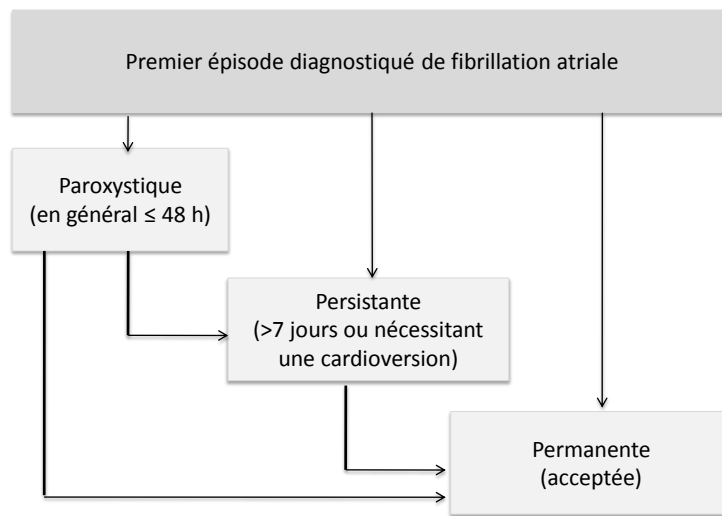 Premier épisode diagnostiqué de fibrillation atriale
Paroxystique
(en général ≤ 48 h)
Persistante
(>7 jours ou nécessitant
une cardioversion)
Permanente
(acceptée)